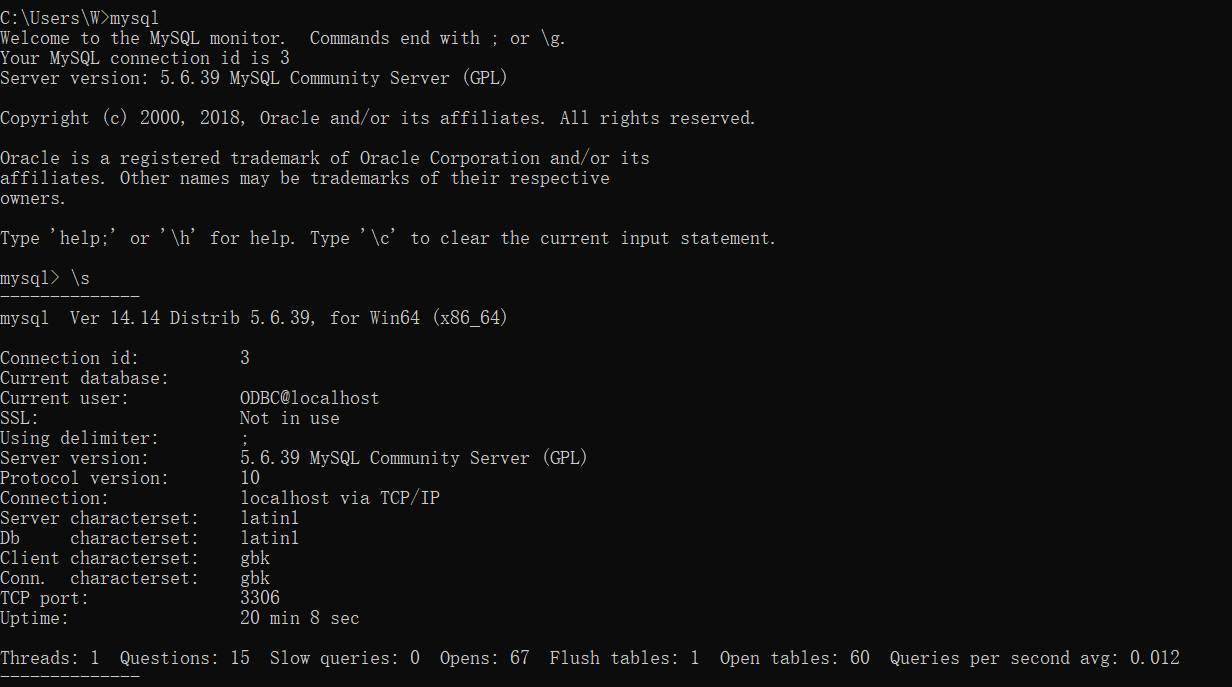 C:\Users\W>mysql
Welcome to the MySQL monitor.  Commands end with ; or \g.
Your MySQL connection id is 3
Server version: 5.6.39 MySQL Community Server (GPL)
Copyright (c) 2000, 2018, Oracle and/or its affiliates. All rights reserved.
Oracle is a registered trademark of Oracle Corporation and/or its
affiliates. Other names may be trademarks of their respective
owners.
Type 'help;' or '\h' for help. Type '\c' to clear the current input statement.
mysql> \s
--------------
mysql  Ver 14.14 Distrib 5.6.39, for Win64 (x86_64)
Connection id:          3
Current database:
Current user:           ODBC@localhost
SSL:                    Not in use
Using delimiter:        ;
Server version:         5.6.39 MySQL Community Server (GPL)
Protocol version:       10
Connection:             localhost via TCP/IP
Server characterset:    latin1
Db     characterset:    latin1
Client characterset:    gbk
Conn.  characterset:    gbk
TCP port:               3306
Uptime:                 20 min 8 sec
Threads: 1  Questions: 15  Slow queries: 0  Opens: 67  Flush tables: 1  Open tables: 60  Queries per second avg: 0.012
--------------